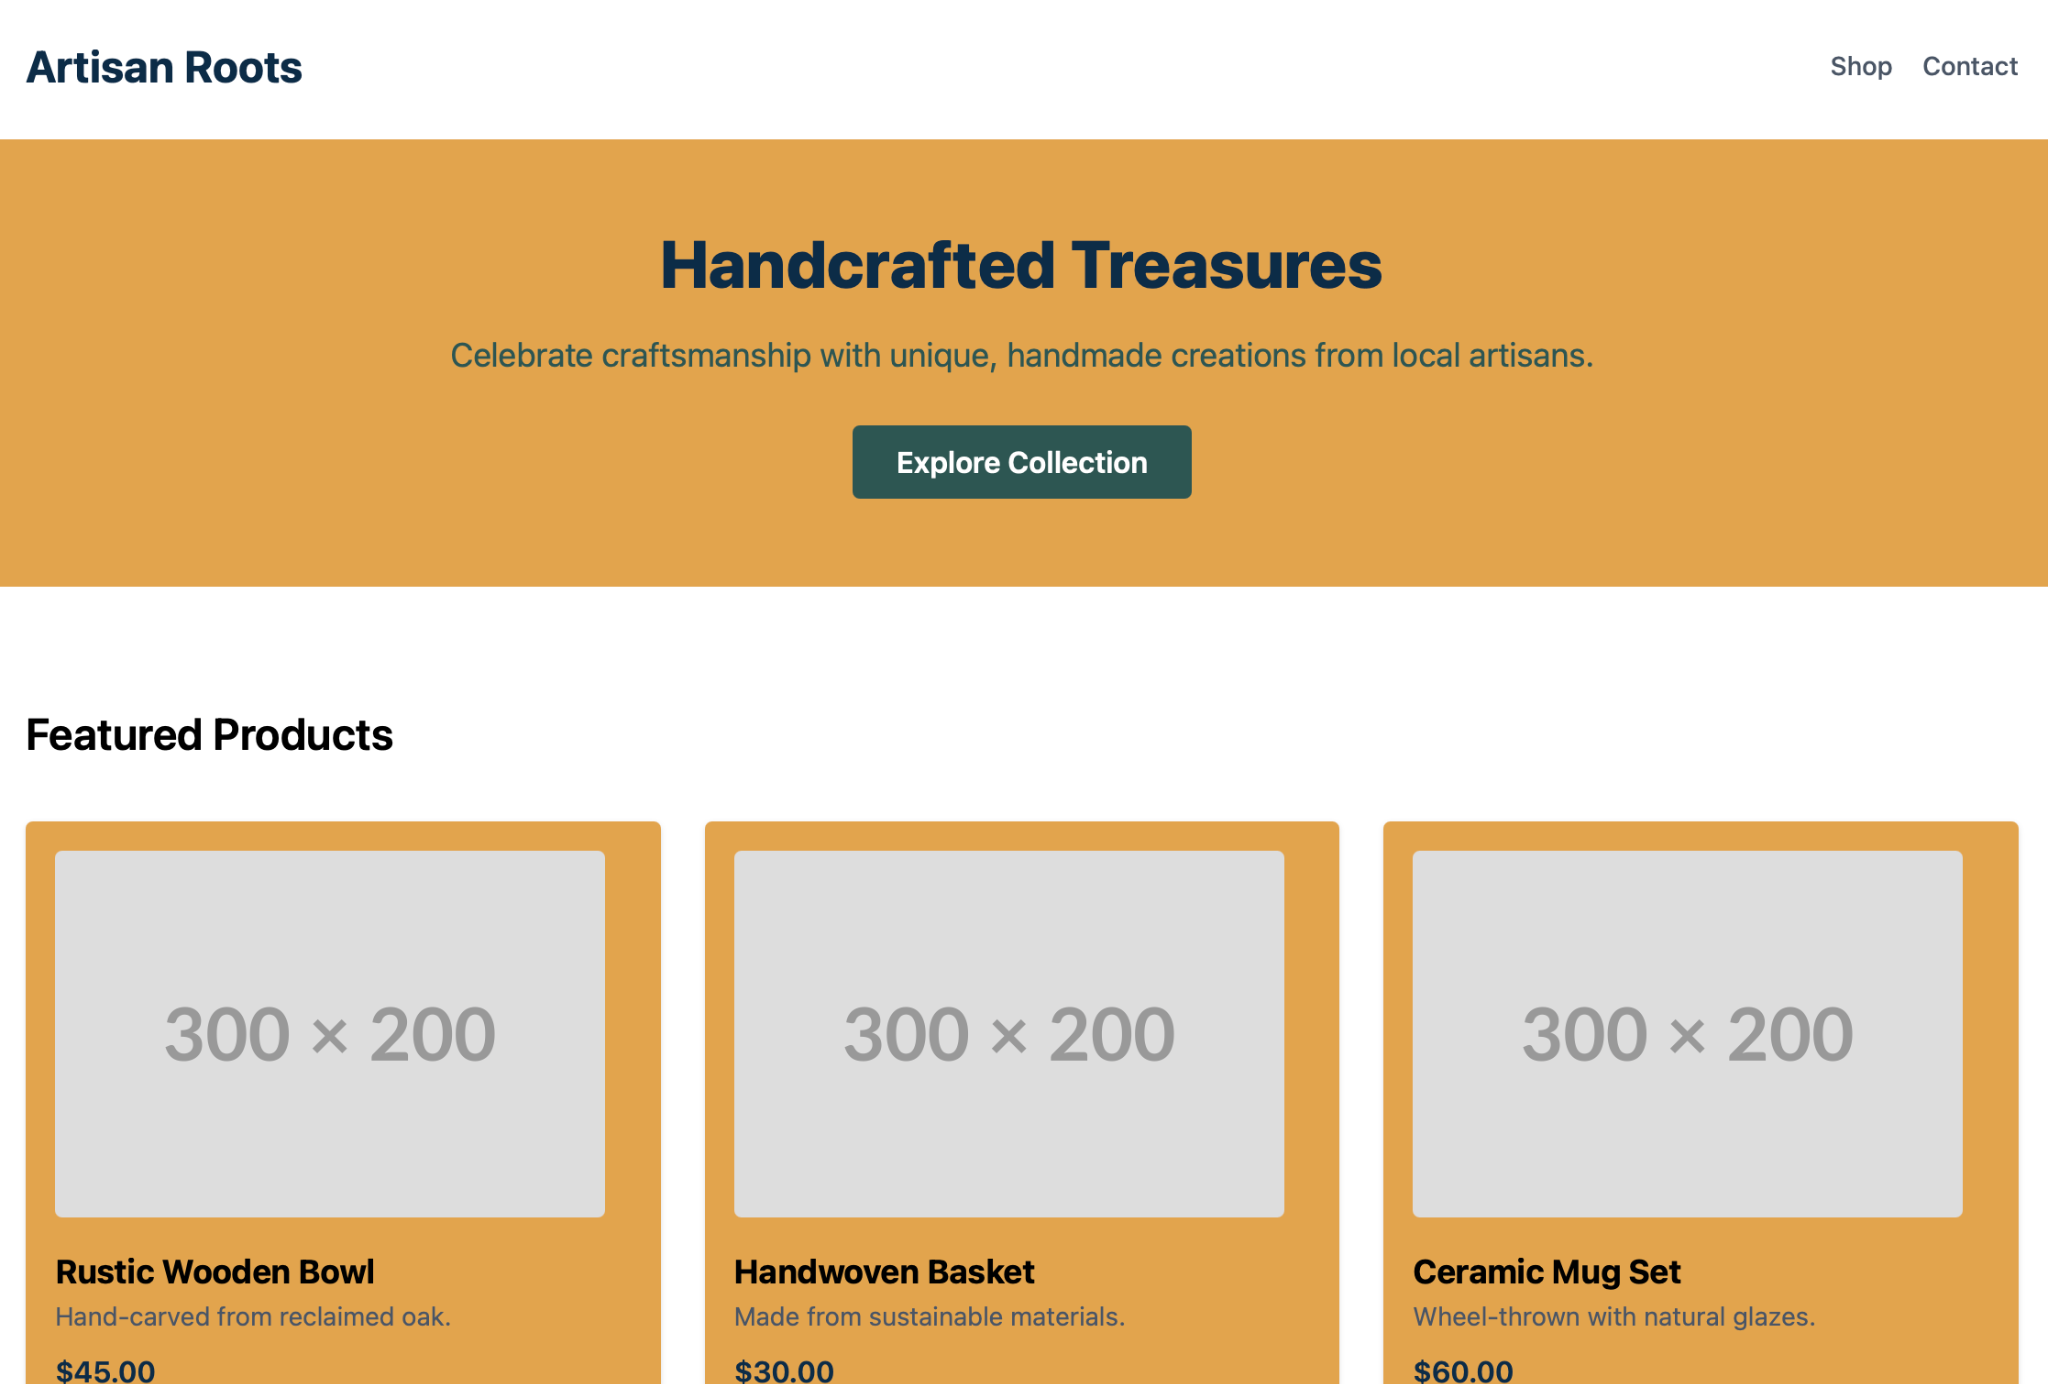 Artisan Roots
Shop Contact
Handcrafted Treasures
Celebrate craftsmanship with unique, handmade creations from local artisans.
Explore Collection
Featured Products
300 × 200
300 × 200
300 × 200
Rustic Wooden Bowl
Hand-carved from reclaimed oak.
$45.00
Handwoven Basket
Made from sustainable materials.
$30.00
Ceramic Mug Set
Wheel-thrown with natural glazes.
$60.00